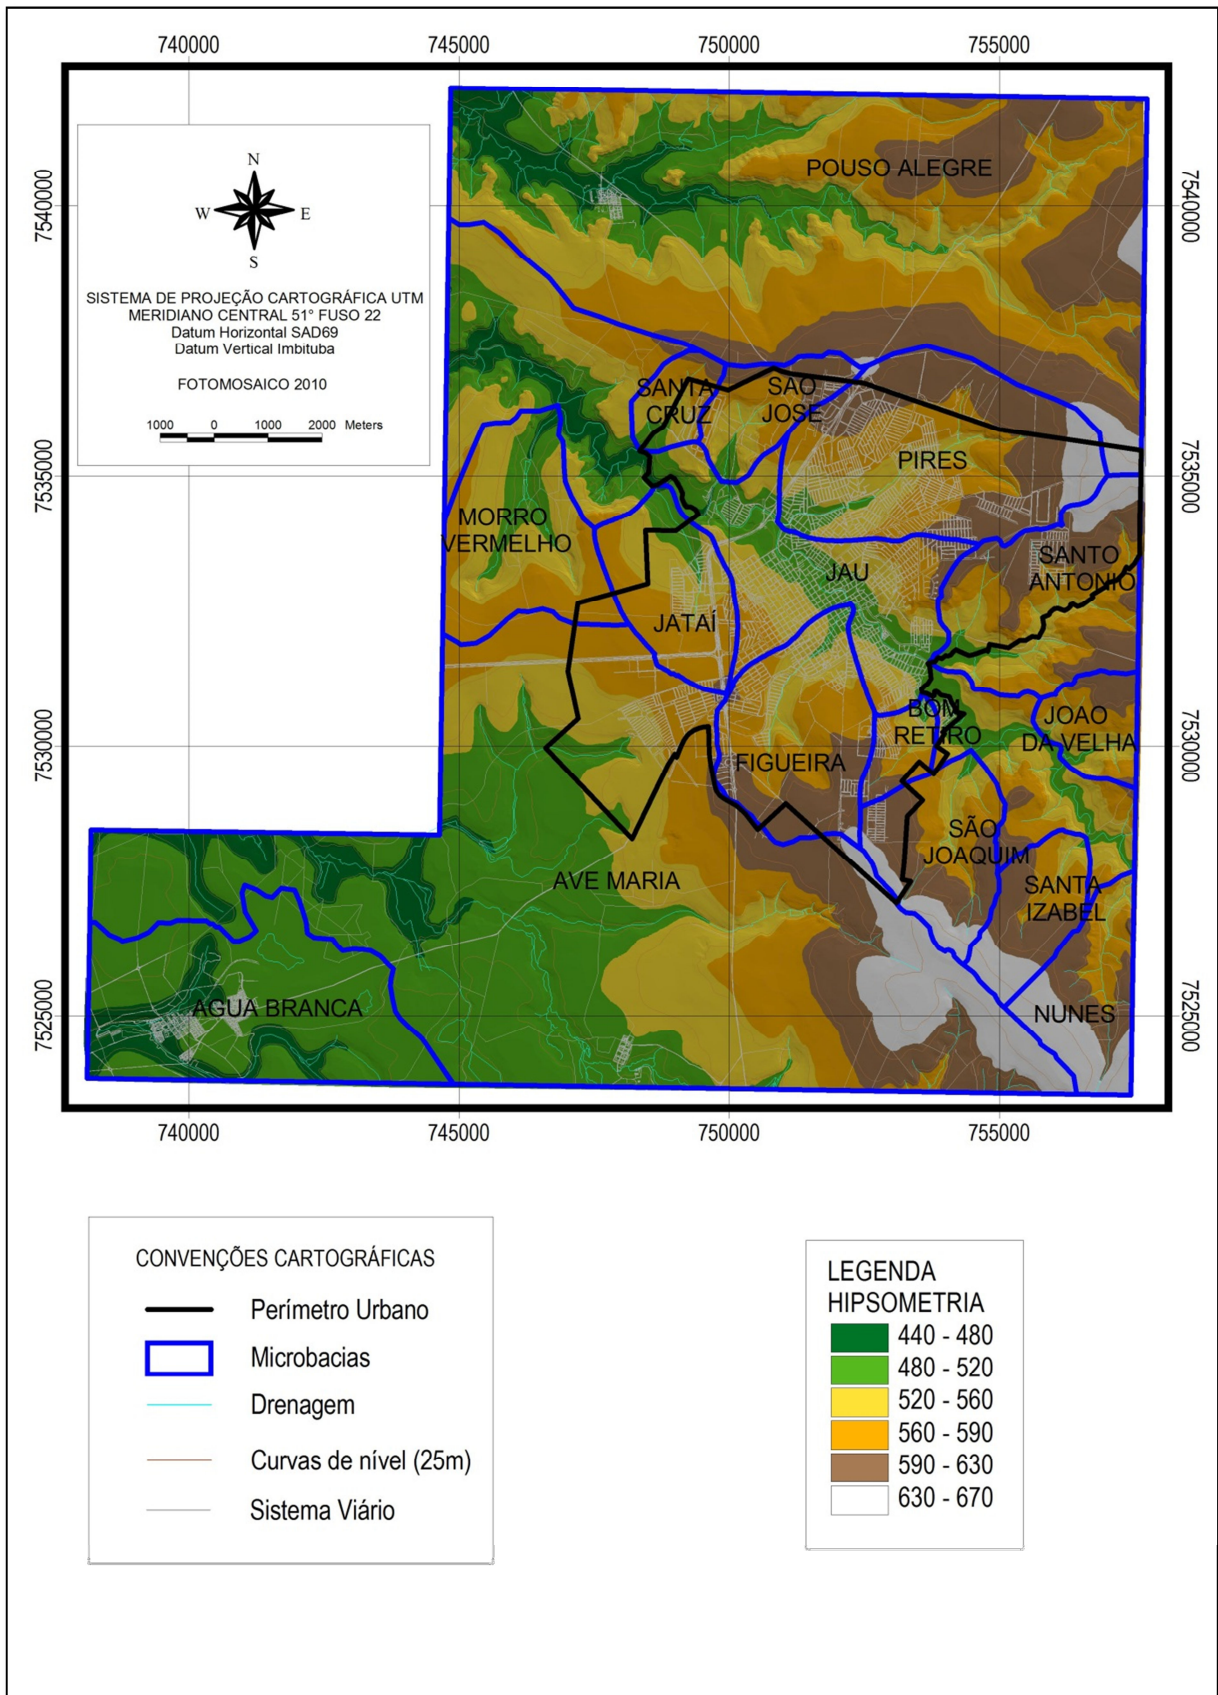 740000
745000
750000
755000
N
W
E
S
SISTEMA DE PROJEÇÃO CARTOGRÁFICA UTM
MERIDIANO CENTRAL 51° FUSO 22
Datum Horizontal SAD69
Datum Vertical Imbituba
FOTOMOSAICO 2010
1000 0 1000 2000 Meters
7540000
7535000
7530000
7525000
7540000
7535000
7530000
7525000
POUSO ALEGRE
SANTA
CRUZ
SAO
JOSE
PIRES
MORRO
VERMELHO
JAU
SANTO
ANTONIO
JATAÍ
BOM
RETIRO
JOAO
DA VELHA
FIGUEIRA
SÃO
JOAQUIM
AVE MARIA
SANTA
IZABEL
AGUA BRANCA
NUNES
740000
745000
750000
755000
CONVENÇÕES CARTOGRÁFICAS
Perímetro Urbano
Microbacias
Drenagem
Curvas de nível (25m)
Sistema Viário
LEGENDA
HIPSOMETRIA
440 - 480
480 - 520
520 - 560
560 - 590
590 - 630
630 - 670